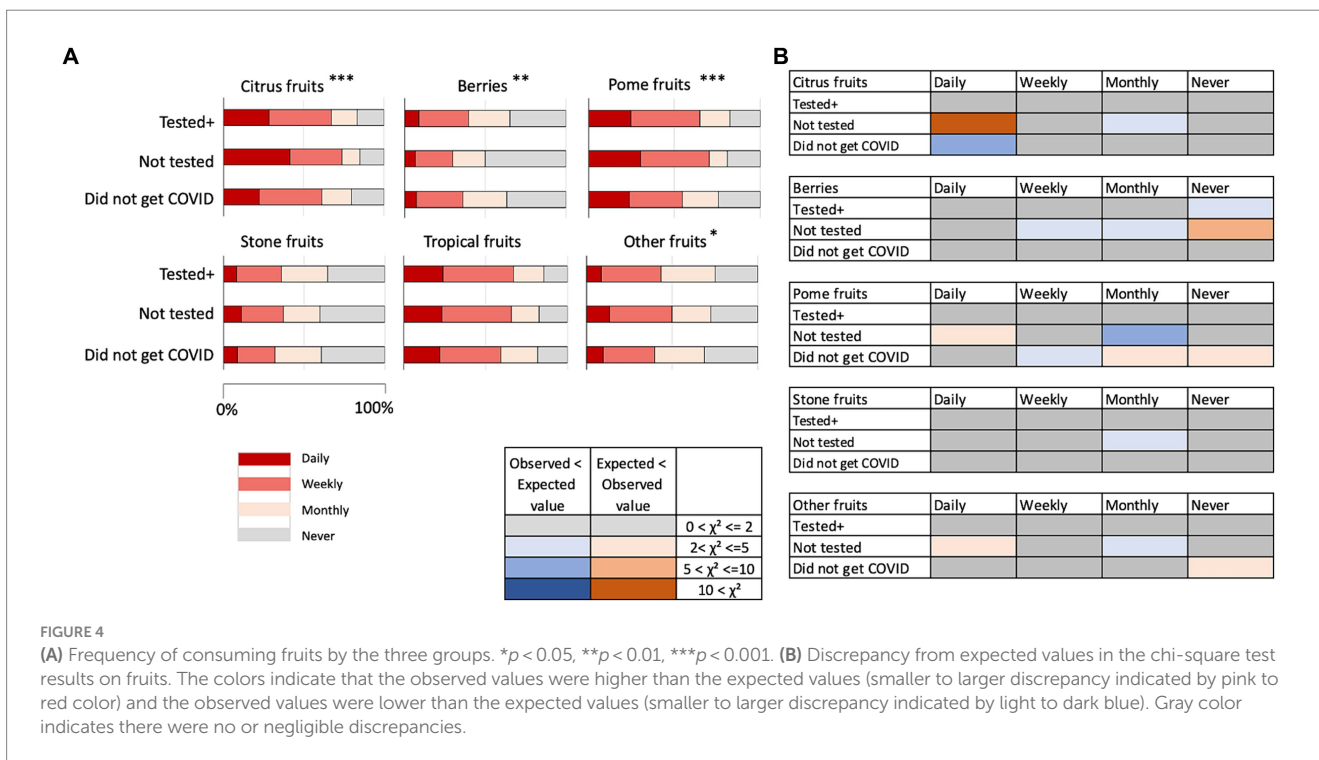 A
Citrus fruits ***
Berries **
Pome fruits ***
Tested+
Not tested
Did not get COVID
Stone fruits
Tropical fruits
Other fruits *
Tested+
Not tested
Did not get COVID
0%
100%
Daily
Weekly
Monthly
Never
Observed < Expected < 
Expected Observed
value value
0 < χ² <= 2
2< χ² <=5
5 < χ² <=10
10 < χ²
B
Citrus fruits Daily Weekly Monthly Never
Tested+
Not tested
Did not get COVID
Berries Daily Weekly Monthly Never
Tested+
Not tested
Did not get COVID
Pome fruits Daily Weekly Monthly Never
Tested+
Not tested
Did not get COVID
Stone fruits Daily Weekly Monthly Never
Tested+
Not tested
Did not get COVID
Other fruits Daily Weekly Monthly Never
Tested+
Not tested
Did not get COVID
FIGURE 4
(A) Frequency of consuming fruits by the three groups. *p < 0.05, **p < 0.01, ***p < 0.001. (B) Discrepancy from expected values in the chi-square test
results on fruits. The colors indicate that the observed values were higher than the expected values (smaller to larger discrepancy indicated by pink to
red color) and the observed values were lower than the expected values (smaller to larger discrepancy indicated by light to dark blue). Gray color
indicates there were no or negligible discrepancies.